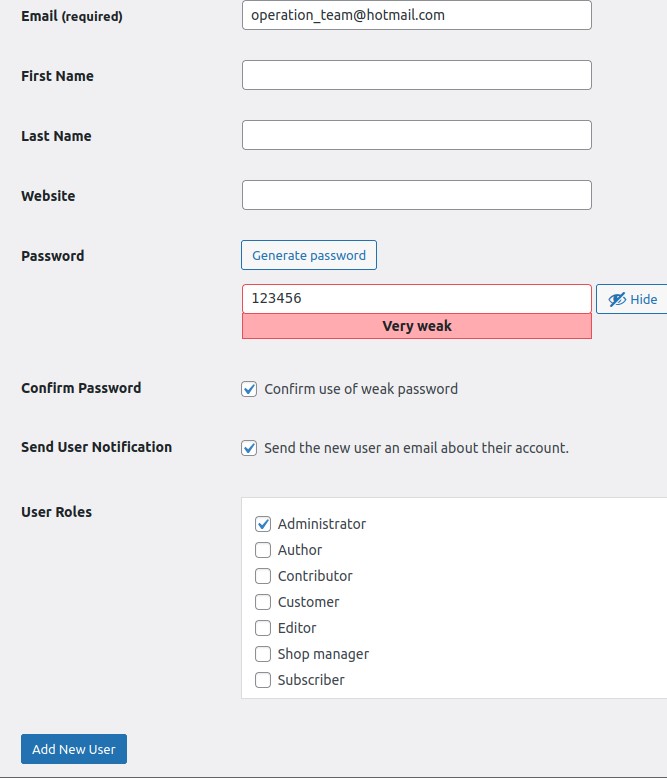 Email (required) operation_team@hotmail.com
First Name
Last Name
Website
Password Generate password
123456 Hide
Very weak
Confirm Password Confirm use of weak password
Send User Notification Send the new user an email about their account.
User Roles
Administrator
Author
Contributor
Customer
Editor
Shop manager
Subscriber
Add New User